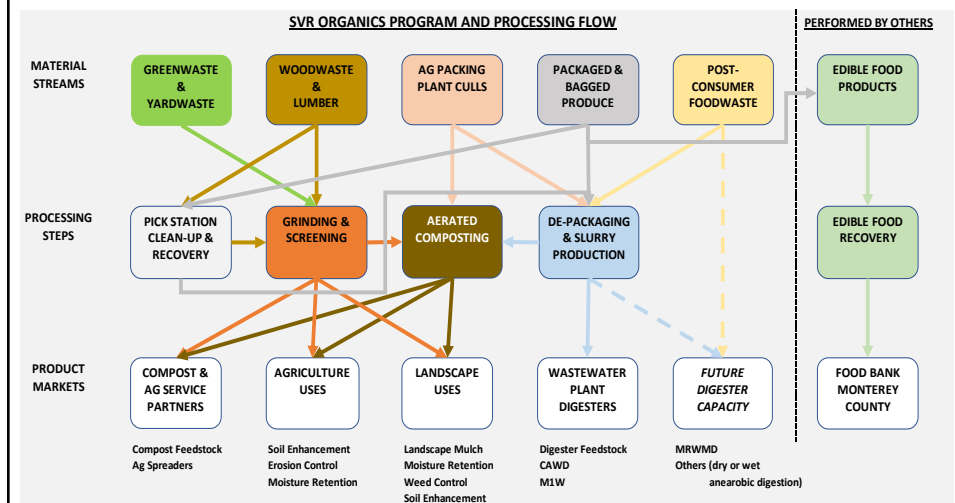 SVR ORGANICS PROGRAM AND PROCESSING FLOW
PERFORMED BY OTHERS
MATERIAL
STREAMS
GREENWASTE
&
YARDWASTE
WOODWASTE
&
LUMBER
AG PACKING
PLANT CULLS
PACKAGED &
BAGGED
PRODUCE
POST-
CONSUMER
FOODWASTE
EDIBLE FOOD
PRODUCTS
PROCESSING
STEPS
PICK STATION
CLEAN-UP &
RECOVERY
GRINDING &
SCREENING
AERATED
COMPOSTING
DE-PACKAGING
& SLURRY
PRODUCTION
EDIBLE FOOD
RECOVERY
PRODUCT
MARKETS
COMPOST &
AG SERVICE
PARTNERS
AGRICULTURE
USES
LANDSCAPE
USES
WASTEWATER
PLANT
DIGESTERS
FUTURE
DIGESTER
CAPACITY
FOOD BANK
MONTEREY
COUNTY
Compost Feedstock
Ag Spreaders
Soil Enhancement
Erosion Control
Moisture Retention
Landscape Mulch
Moisture Retention
Weed Control
Soil Enhancement
Digester Feedstock
CAWD
M1W
MRWMD
Others (dry or wet
anearobic digestion)